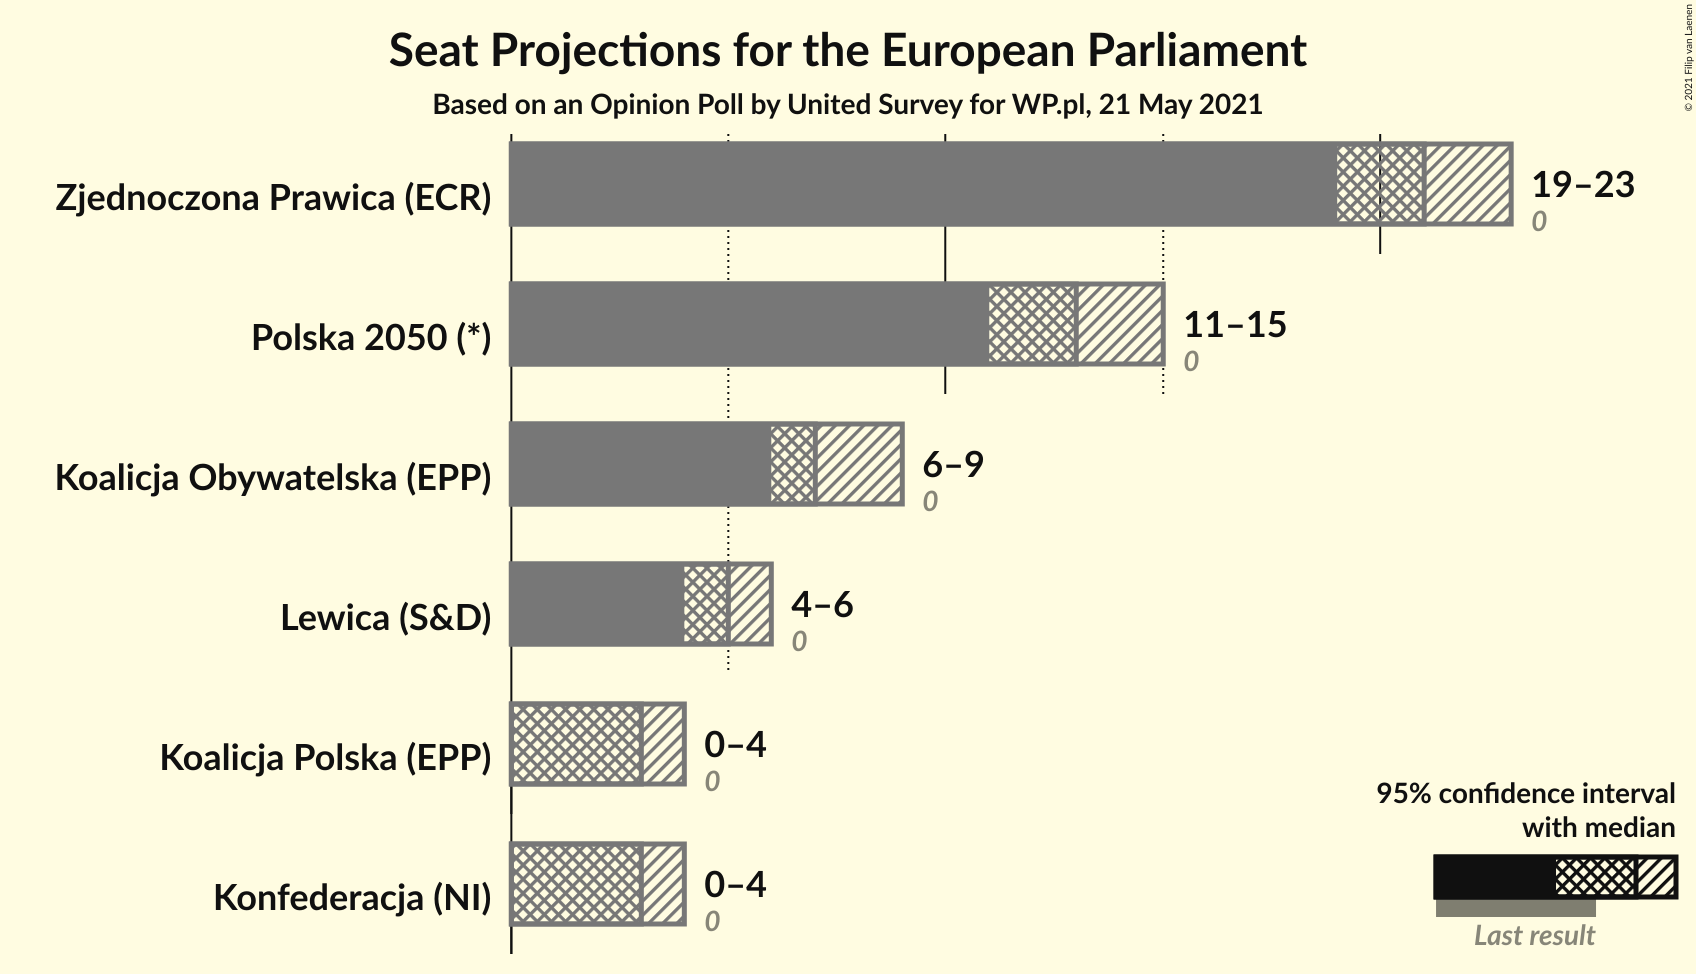 Seat Projections for the European Parliament
Based on an Opinion Poll by United Survey for WP.pl, 21 May 2021
© 2021 Filip van Laenen
Zjednoczona Prawica (ECR)
19–23
0
Polska 2050 (*)
11–15
0
Koalicja Obywatelska (EPP)
6–9
0
Lewica (S&D)
4–6
0
Koalicja Polska (EPP)
0–4
0
Konfederacja (NI)
0–4
0
95% confidence interval
with median
Last result